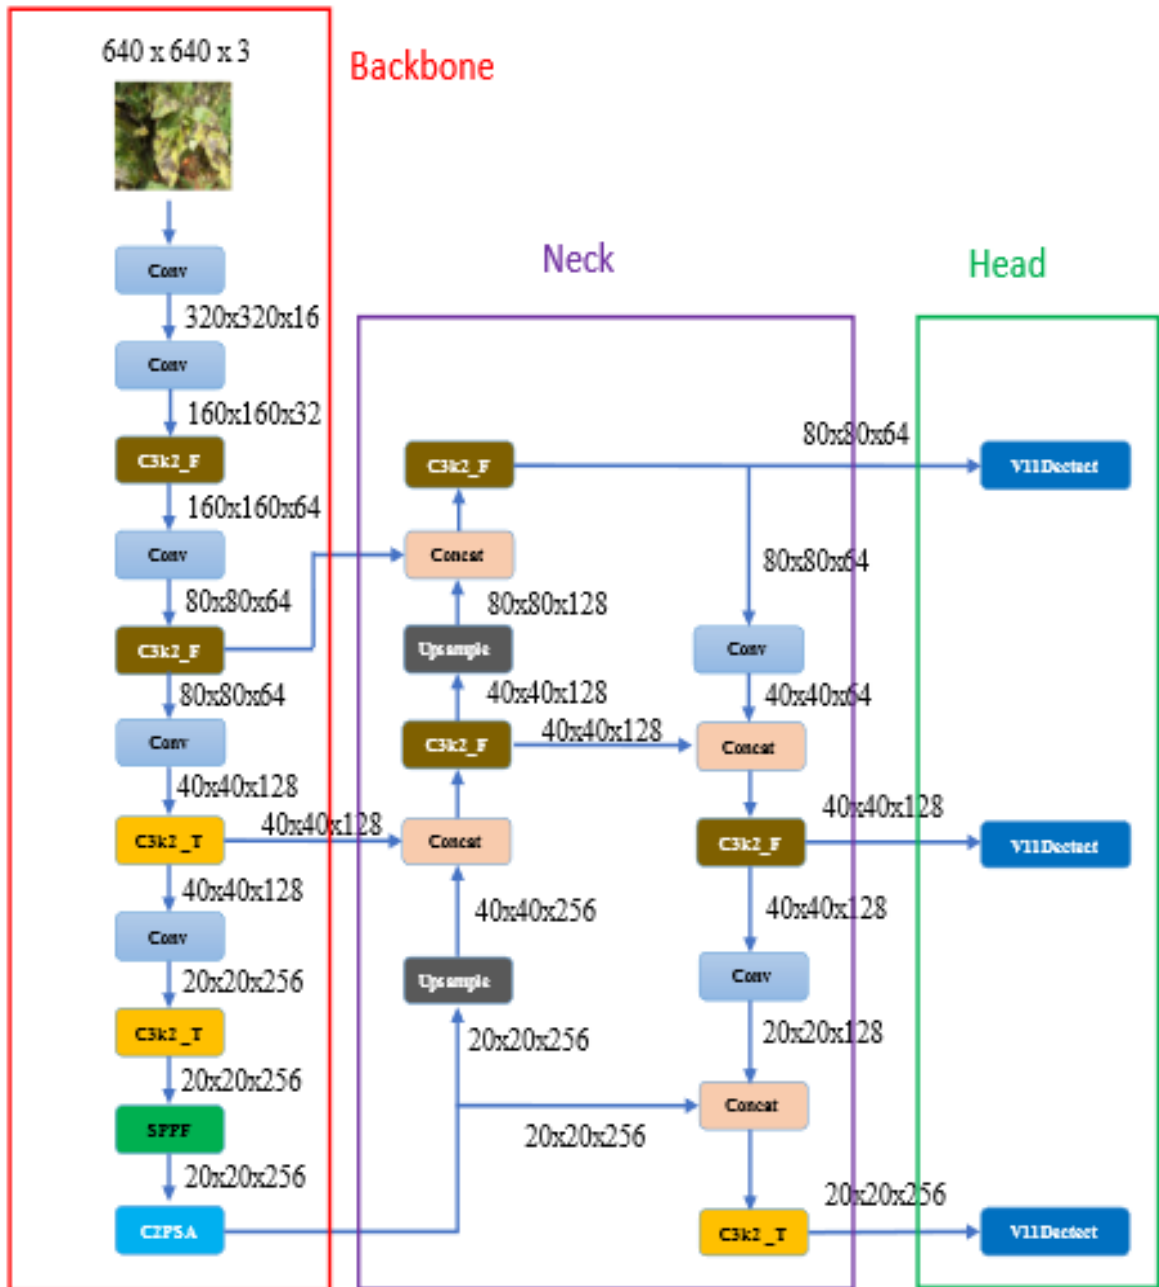 640 x 640 x 3
Backbone
Conv
320x320x16
Conv
160x160x32
C3k2_F
160x160x64
Conv
80x80x64
C3k2_F
80x80x64
Conv
40x40x128
C3k2_T
40x40x128
40x40x128
Conv
20x20x256
C3k2_T
20x20x256
SPPF
20x20x256
C2PSA
Neck
C3k2_F
Concat
80x80x128
Upsample
40x40x128
C3k2_F
40x40x128
Concat
40x40x256
Upsample
20x20x256
20x20x256
80x80x64
80x80x64
Conv
40x40x64
Concat
C3k2_F
40x40x128
40x40x128
Conv
20x20x128
Concat
C3k2_T
20x20x256
Head
V11Dectect
V11Dectect
V11Dectect